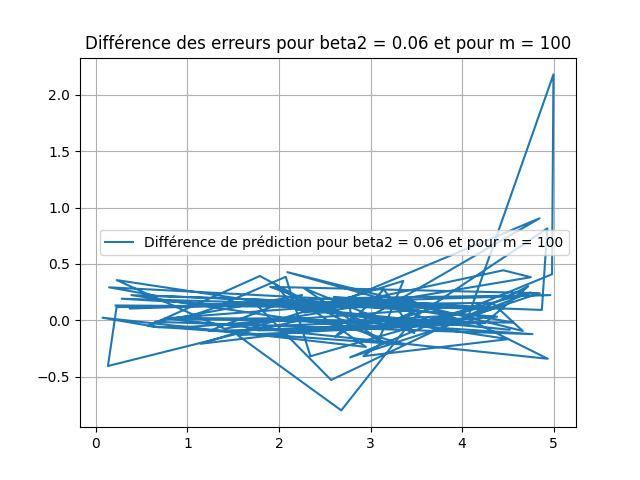 Différence des erreurs pour beta2 = 0.06 et pour m = 100
2.0
1.5
1.0
0.5
0.0
−0.5
Différence de prédiction pour beta2 = 0.06 et pour m = 100
0 1 2 3 4 5